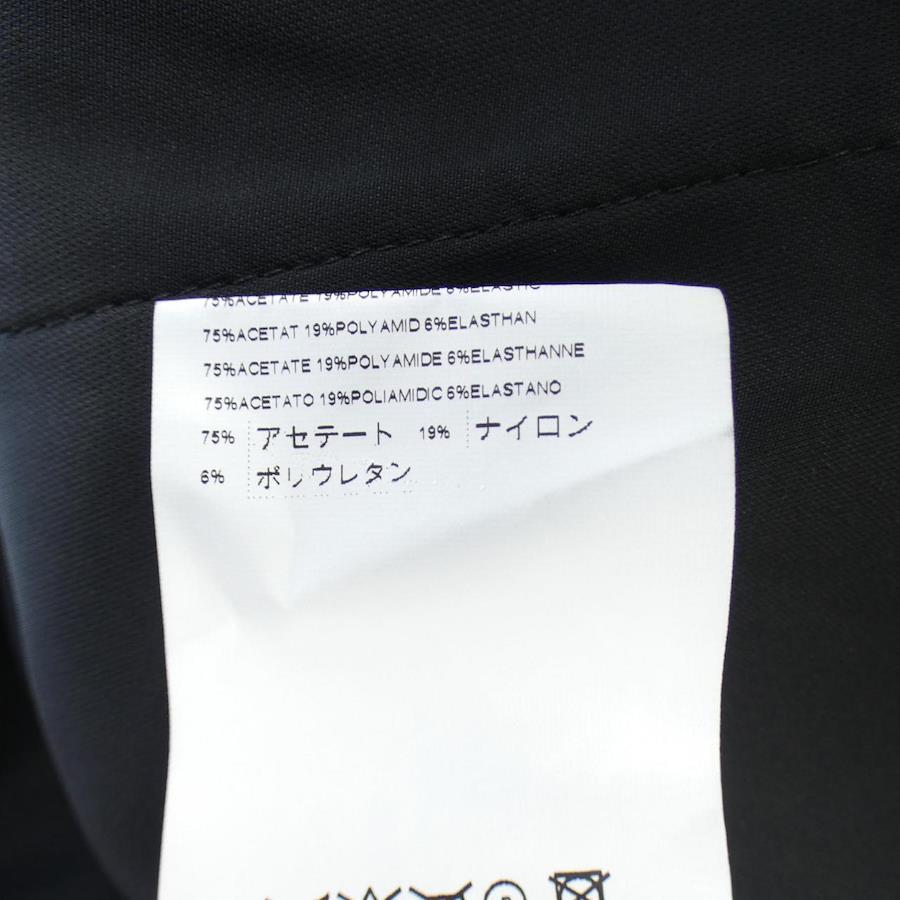 75%ACETATE 19%POLYAMIDE 6%ELASTIC
75%ACETAT 19%POLYAMID 6%ELASTHAN
75%ACETATE 19%POLYAMIDE 6%ELASTHANNE
75%ACETATO 19%POLIAMIDIC 6%ELASTANO
75% アセテート 19% ナイロン
6% ポリウレタン